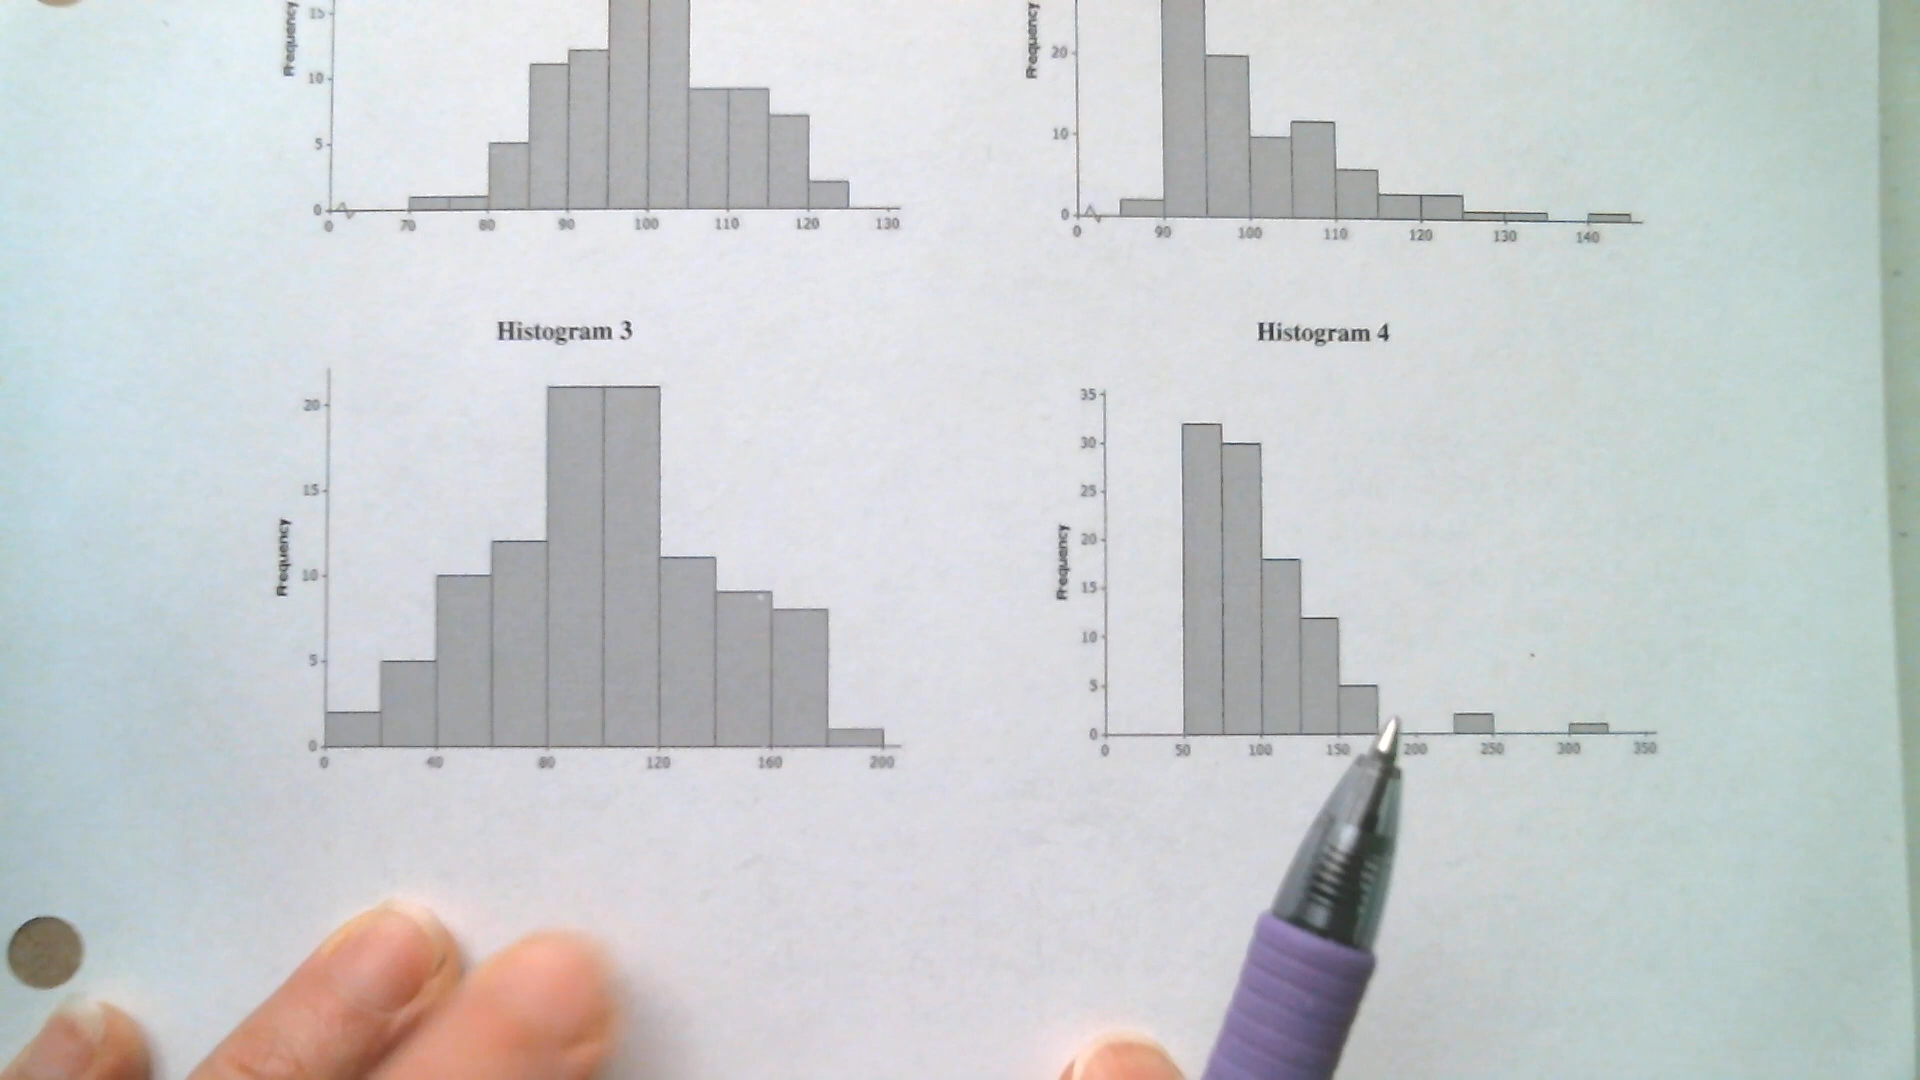 Frequency
15
10
5
0
0 70 80 90 100 110 120 130
Frequency
20
10
0
0 90 100 110 120 130 140
Histogram 3
Frequency
20
15
10
5
0
0 40 80 120 160 200
Histogram 4
Frequency
35
30
25
20
15
10
5
0
0 50 100 150 200 250 300 350